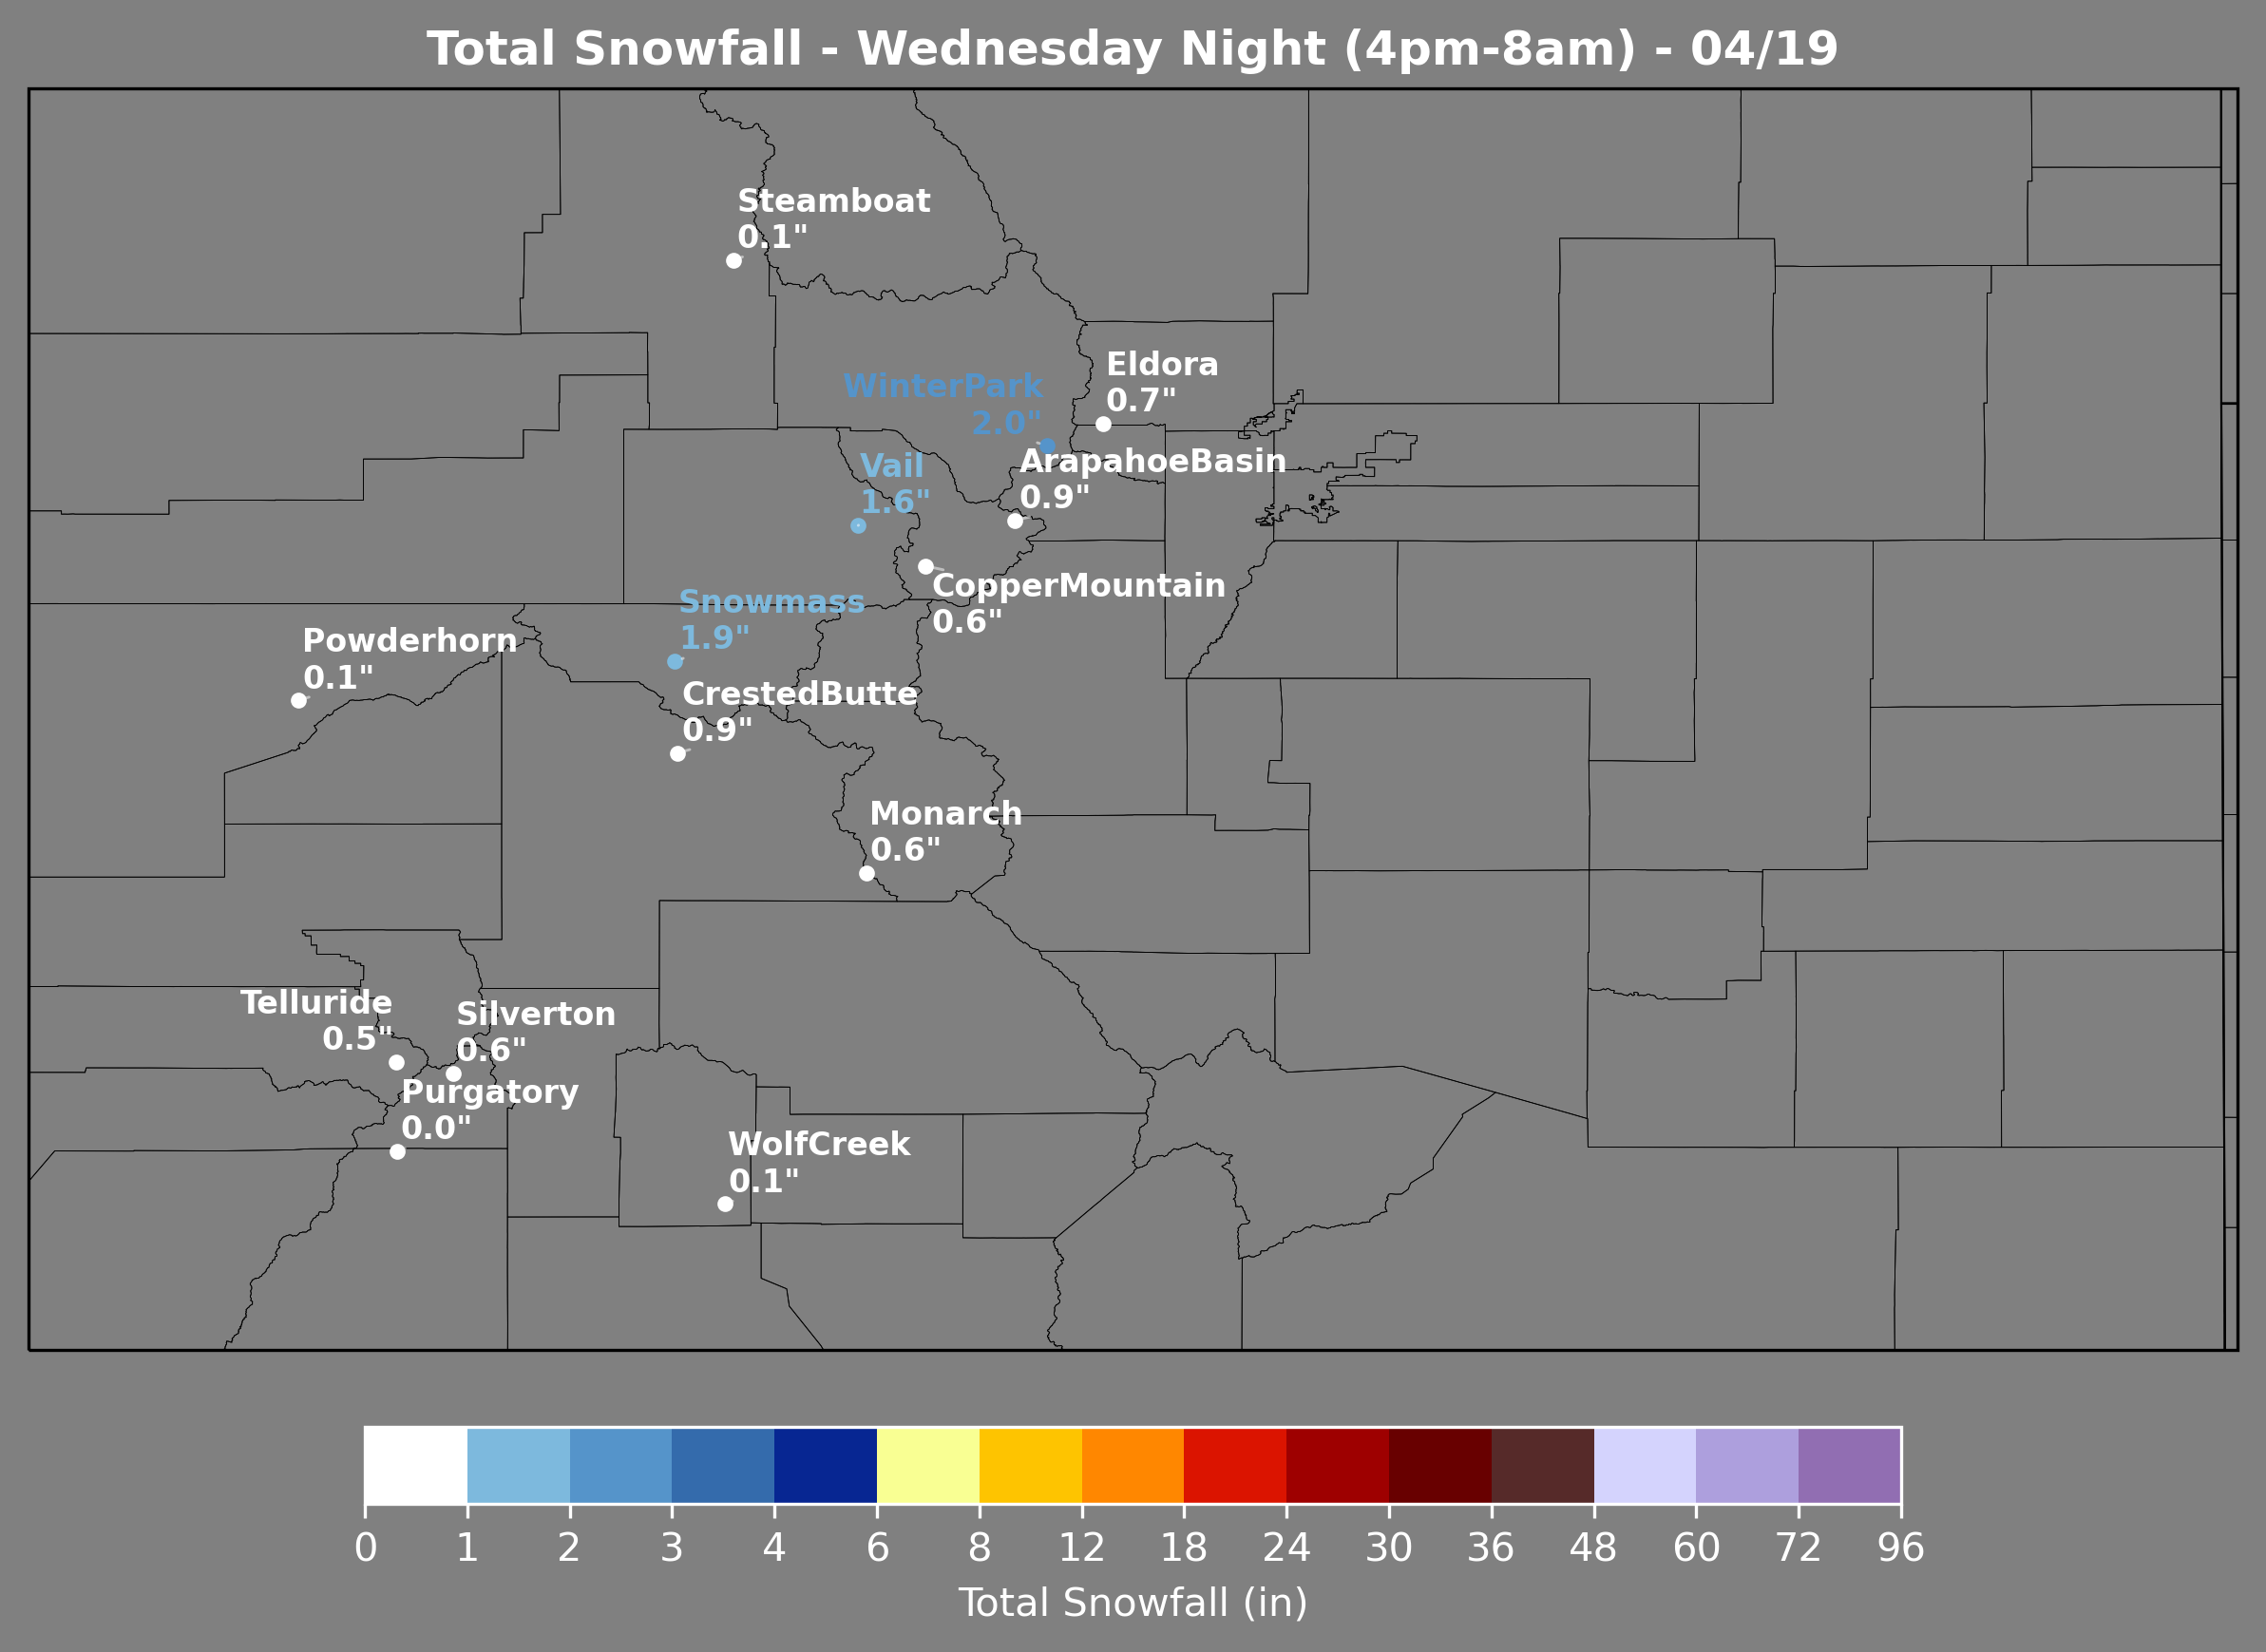 Total Snowfall - Wednesday Night (4pm-8am) - 04/19
Steamboat
0.1"
Eldora
0.7"
WinterPark
2.0"
ArapahoeBasin
0.9"
Vail
1.6"
CopperMountain
0.6"
Snowmass
1.9"
Powderhorn
0.1"
CrestedButte
0.9"
Monarch
0.6"
Telluride
0.5"
Silverton
0.6"
Purgatory
0.0"
WolfCreek
0.1"
0 1 2 3 4 6 8 12 18 24 30 36 48 60 72 96
Total Snowfall (in)